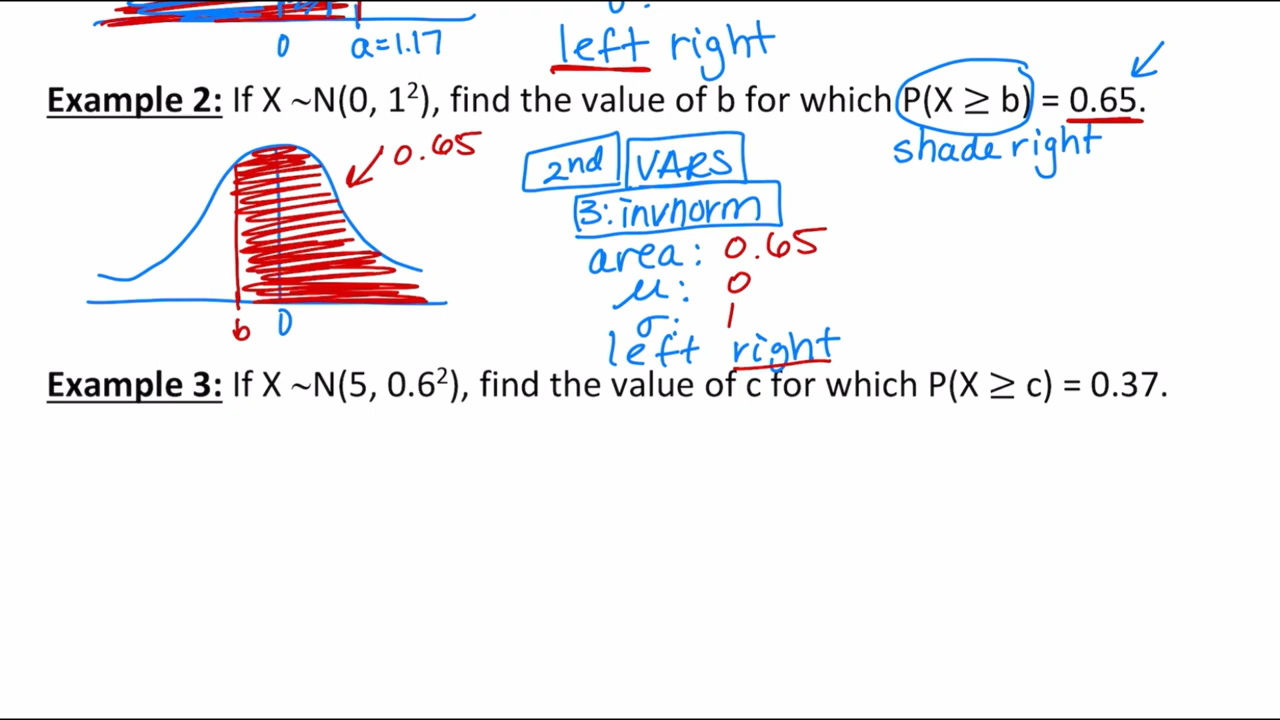 0 a=1.17
left right
Example 2: If X ~N(0, 1²), find the value of b for which P(X ≥ b) = 0.65.
shade right
0.65
2nd VARS
3: invnorm
area: 0.65
μ: 0
σ: 1
b 0
left right
Example 3: If X ~N(5, 0.6²), find the value of c for which P(X ≥ c) = 0.37.